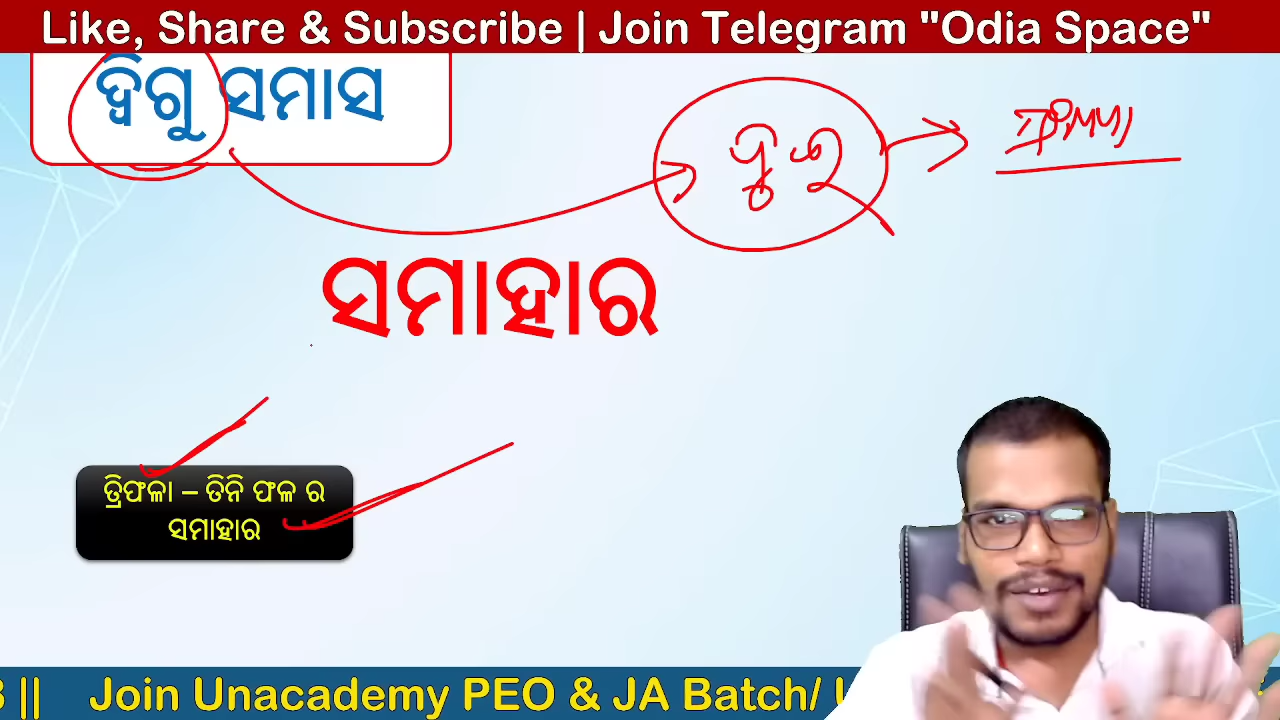 Like, Share & Subscribe | Join Telegram "Odia Space"
ଦ୍ୱିଗୁ ସମାସ
ଦୁଇ
ସମାହାର
ତ୍ରିଫଳା – ତିନି ଫଳ ର
ସମାହାର
|| Join Unacademy PEO & JA Batch/